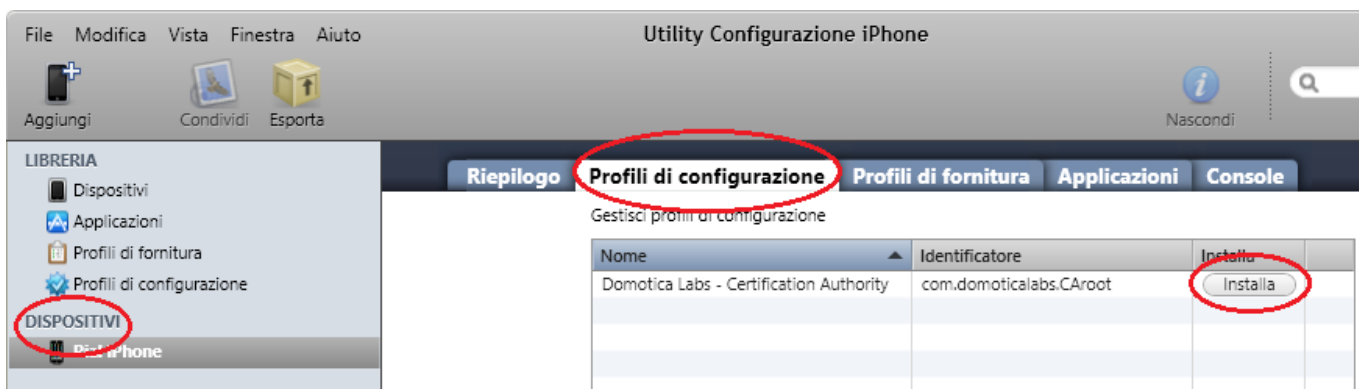 File Modifica Vista Finestra Aiuto
Utility Configurazione iPhone
Aggiungi Condividi Esporta
Nascondi
LIBRERIA
Dispositivi
Applicazioni
Profili di fornitura
Profili di configurazione
DISPOSITIVI
iPhone
Riepilogo Profili di configurazione Profili di fornitura Applicazioni Console
Gestisci profili di configurazione
Nome Identificatore Installa
Domotica Labs - Certification Authority com.domoticalabs.CAroot Installa